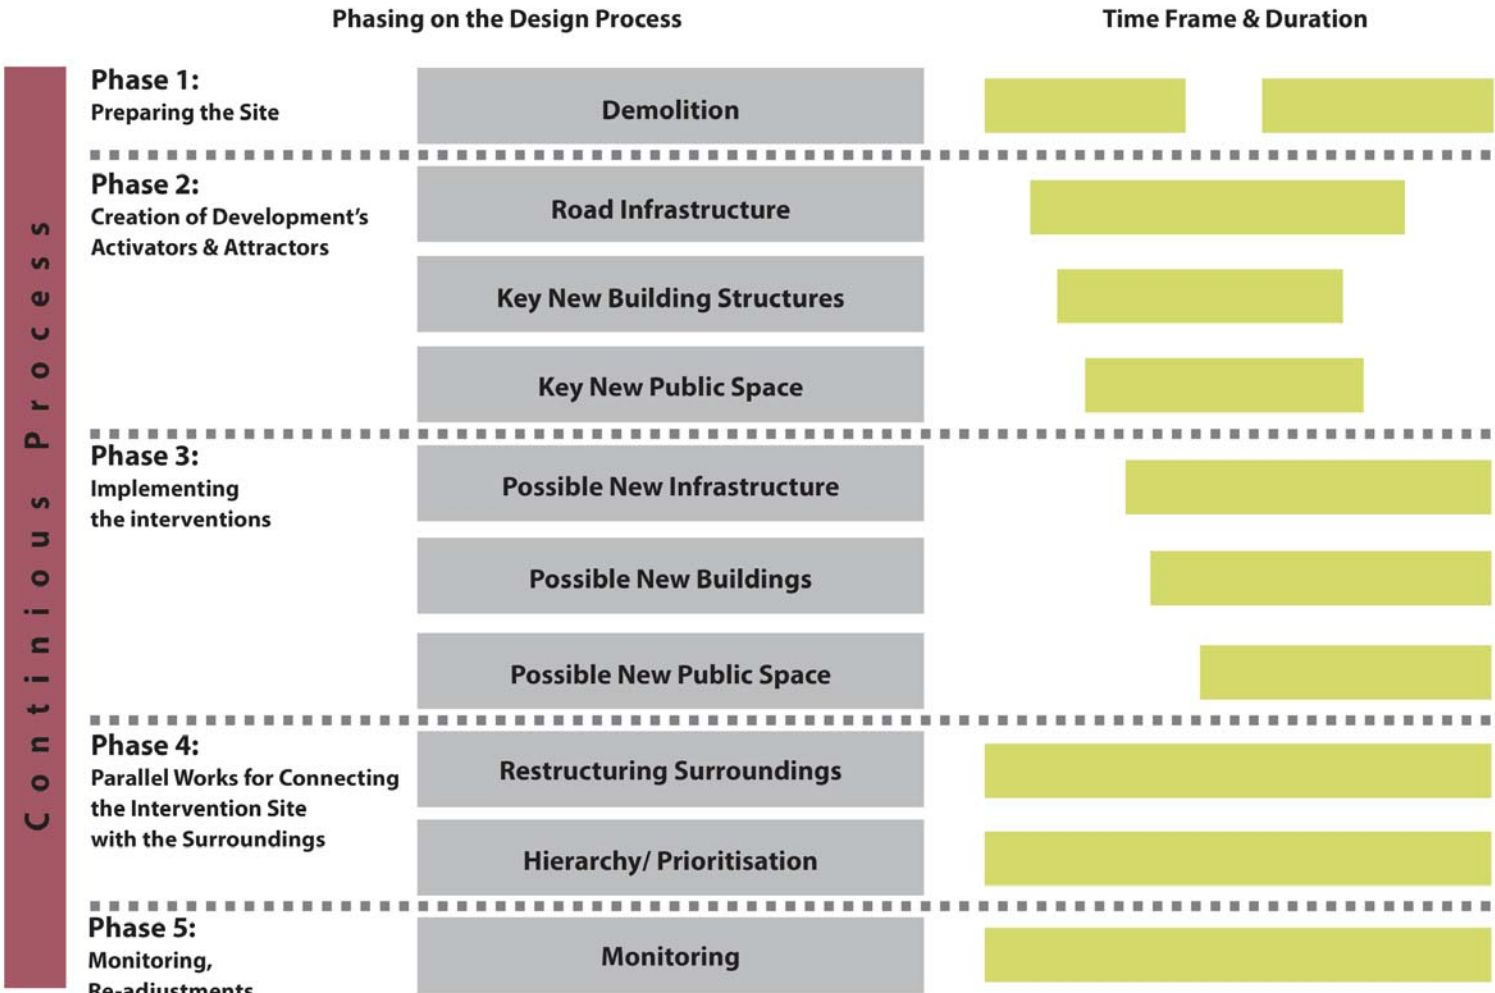 Phasing on the Design Process
Time Frame & Duration
Continious Process
Phase 1:
Preparing the Site
Demolition
Phase 2:
Creation of Development’s
Activators & Attractors
Road Infrastructure
Key New Building Structures
Key New Public Space
Phase 3:
Implementing
the interventions
Possible New Infrastructure
Possible New Buildings
Possible New Public Space
Phase 4:
Parallel Works for Connecting
the Intervention Site
with the Surroundings
Restructuring Surroundings
Hierarchy/ Prioritisation
Phase 5:
Monitoring,
Re-adjustments
Monitoring